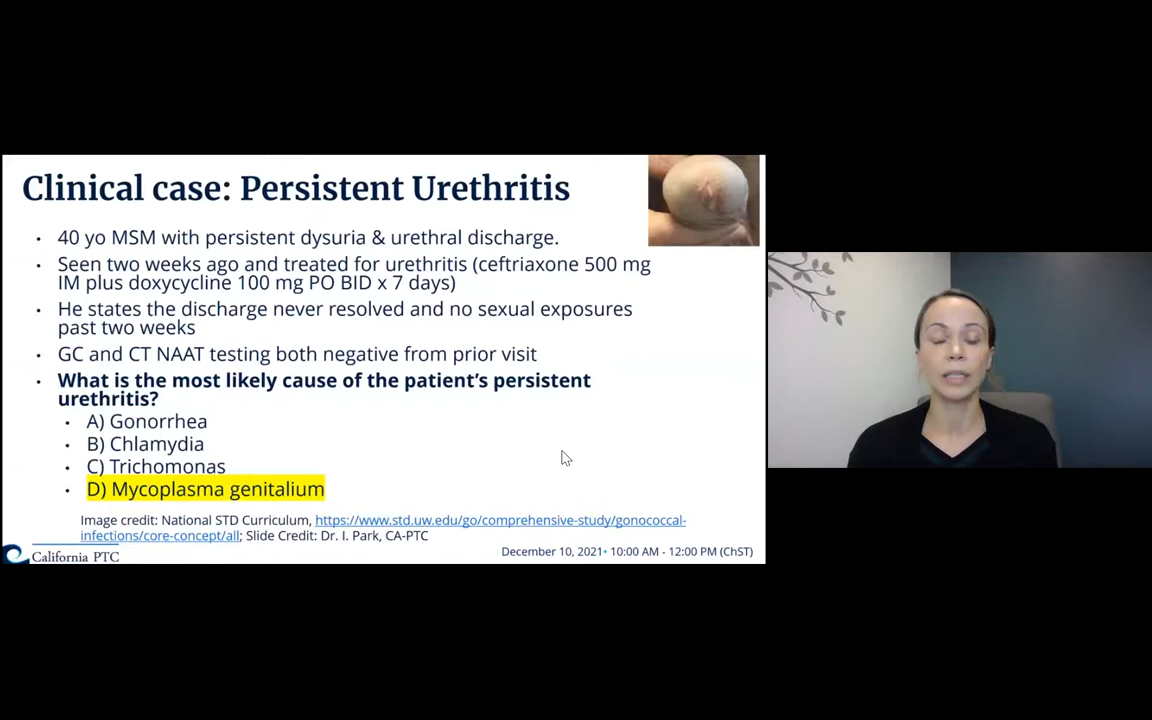 Clinical case: Persistent Urethritis
• 40 yo MSM with persistent dysuria & urethral discharge.
• Seen two weeks ago and treated for urethritis (ceftriaxone 500 mg
IM plus doxycycline 100 mg PO BID x 7 days)
• He states the discharge never resolved and no sexual exposures
past two weeks
• GC and CT NAAT testing both negative from prior visit
• What is the most likely cause of the patient's persistent
urethritis?
• A) Gonorrhea
• B) Chlamydia
• C) Trichomonas
• D) Mycoplasma genitalium
Image credit: National STD Curriculum, https://www.std.uw.edu/go/comprehensive-study/gonococcal-
infections/core-concept/all; Slide Credit: Dr. I. Park, CA-PTC
California PTC
December 10, 2021• 10:00 AM - 12:00 PM (ChST)